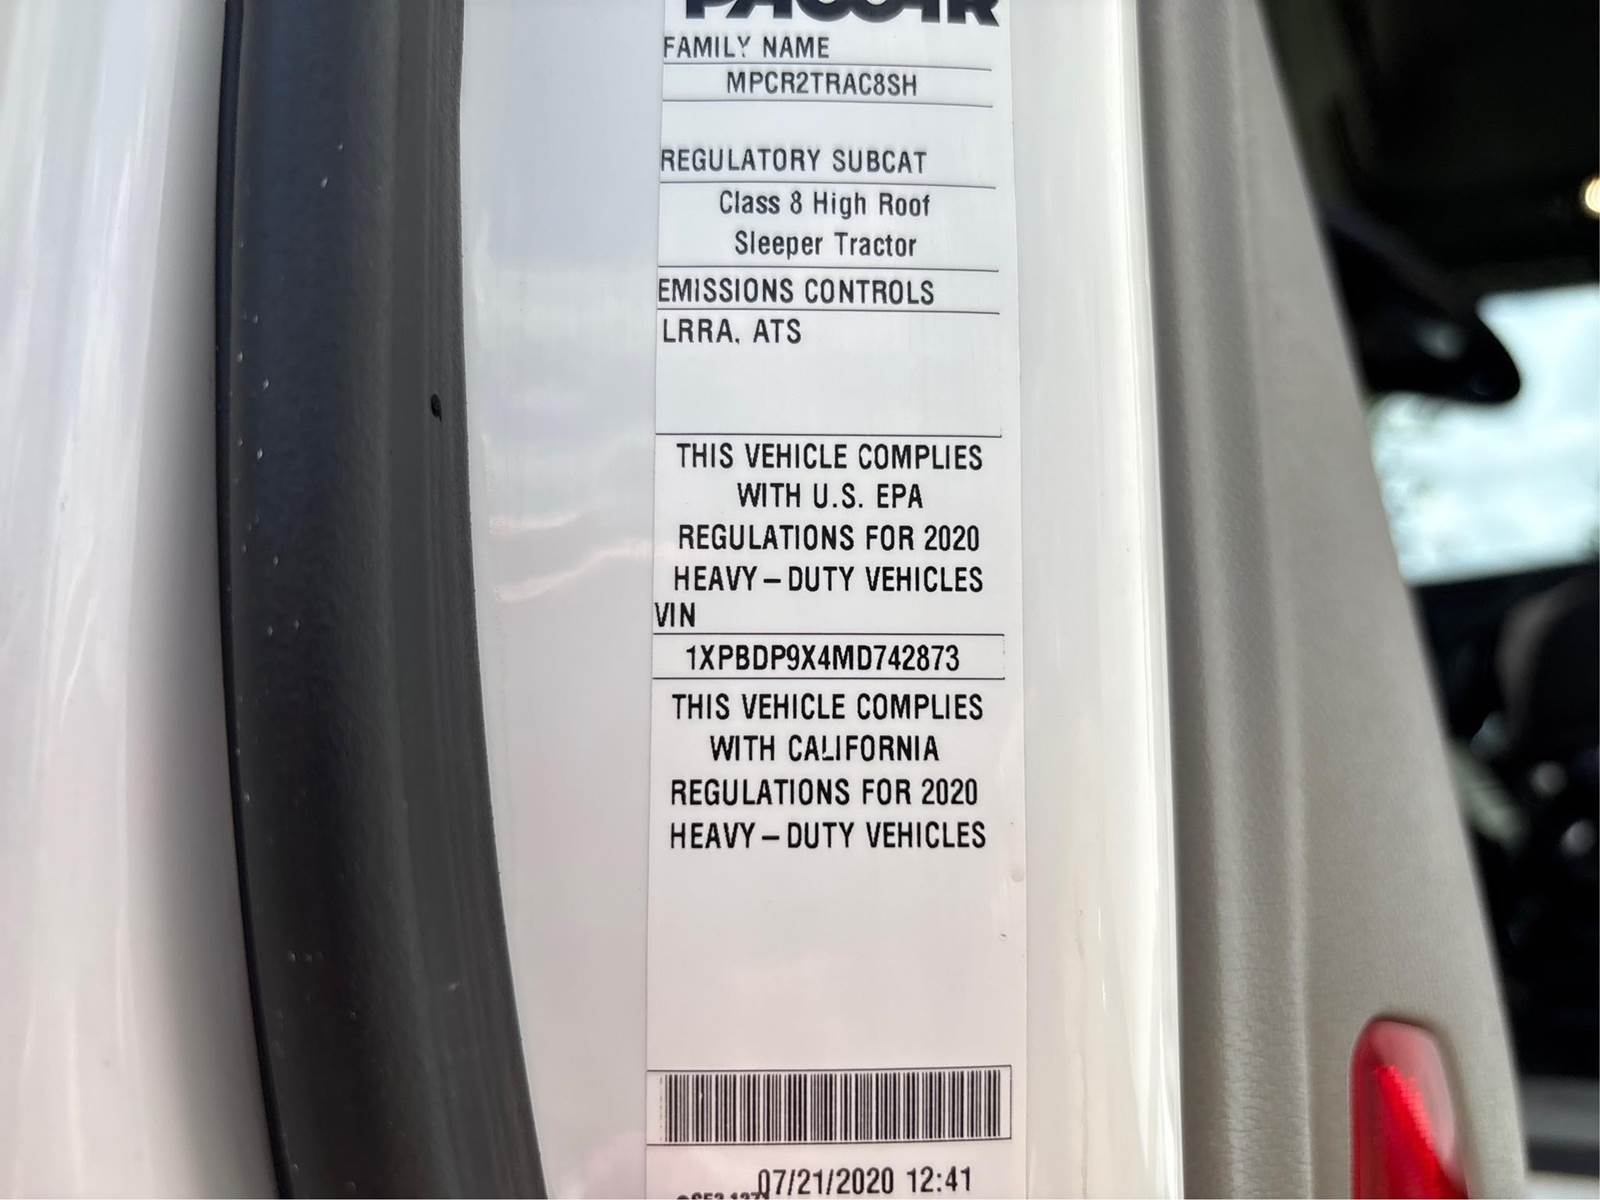 PACCAR
FAMILY NAME
MPCR2TRAC8SH
REGULATORY SUBCAT
Class 8 High Roof
Sleeper Tractor
EMISSIONS CONTROLS
LRRA, ATS
THIS VEHICLE COMPLIES
WITH U.S. EPA
REGULATIONS FOR 2020
HEAVY-DUTY VEHICLES
VIN
1XPBDP9X4MD742873
THIS VEHICLE COMPLIES
WITH CALIFORNIA
REGULATIONS FOR 2020
HEAVY-DUTY VEHICLES
07/21/2020 12:41